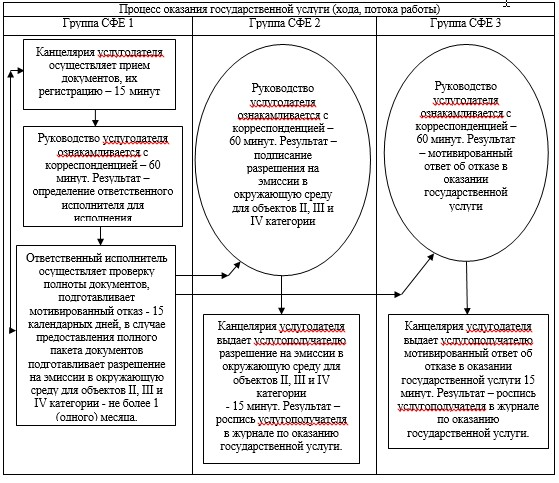 Процесс оказания государственной услуги (хода, потока работы)
Группа СФЕ 1
Группа СФЕ 2
Группа СФЕ 3
Канцелярия услугодателя
осуществляет прием
документов, их
регистрацию – 15 минут
Руководство услугодателя
ознакамливается с
корреспонденцией – 60
минут. Результат –
определение ответственного
исполнителя для
исполнения
Ответственный исполнитель
осуществляет проверку
полноты документов,
подготавливает
мотивированный отказ - 15
календарных дней, в случае
предоставления полного
пакета документов
подготавливает разрешение
на эмиссии в окружающую
среду для объектов II, III и
IV категории - не более 1
(одного) месяца.
Руководство
услугодателя
ознакамливается с
корреспонденцией –
60 минут. Результат –
подписание
разрешения на
эмиссии в
окружающую среду
для объектов II, III и
IV категории
Канцелярия услугодателя
выдает услугополучателю
разрешение на эмиссии в
окружающую среду для
объектов II, III и IV
категории
- 15 минут. Результат –
роспись услугополучателя
в журнале по оказанию
государственной услуги.
Руководство
услугодателя
ознакамливается с
корреспонденцией –
60 минут. Результат
– мотивированный
ответ об отказе в
оказании
государственной
услуги
Канцелярия услугодателя
выдает услугополучателю
мотивированный ответ об
отказе в оказании
государственной услуги 15
минут. Результат – роспись
услугополучателя в журнале
по оказанию
государственной услуги.